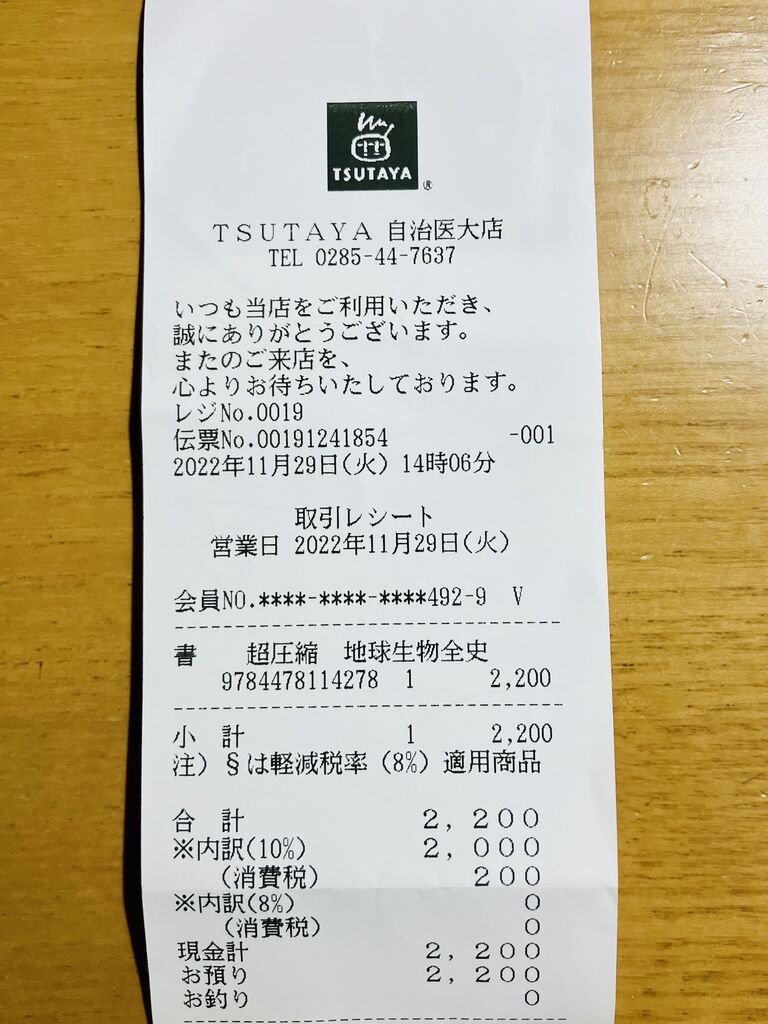 TSUTAYA
®
TSUTAYA 自治医大店
TEL 0285-44-7637
いつも当店をご利用いただき、
誠にありがとうございます。
またのご来店を、
心よりお待ちいたしております。
レジNo.0019
伝票No.00191241854 -001
2022年11月29日(火) 14時06分
取引レシート
営業日 2022年11月29日(火)
会員NO.****-****-****492-9 V
書 超圧縮 地球生物全史
9784478114278 1 2,200
小 計 1 2,200
注) §は軽減税率(8%)適用商品
合 計 2,200
※内訳(10%) 2,000
(消費税) 200
※内訳(8%) 0
(消費税) 0
現金計 2,200
お預り 2,200
お釣り 0